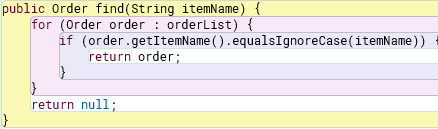 public Order find(String itemName) {
    for (Order order : orderList) {
        if (order.getItemName().equalsIgnoreCase(itemName)) {
            return order;
        }
    }
    return null;
}